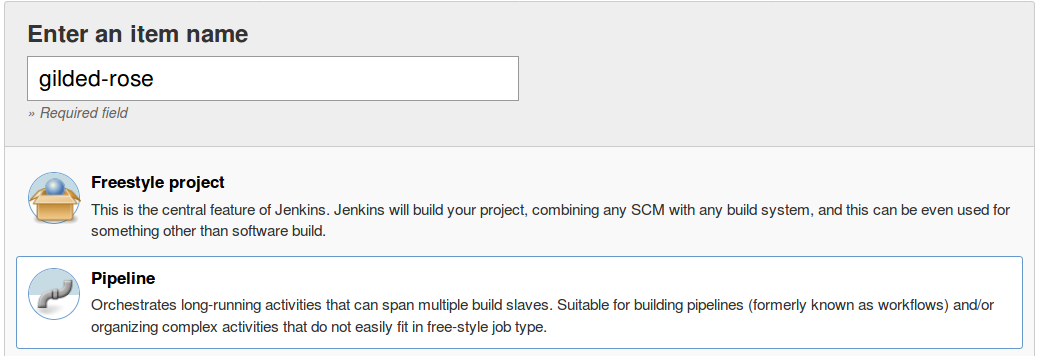 Enter an item name
gilded-rose
» Required field
Freestyle project
This is the central feature of Jenkins. Jenkins will build your project, combining any SCM with any build system, and this can be even used for
something other than software build.
Pipeline
Orchestrates long-running activities that can span multiple build slaves. Suitable for building pipelines (formerly known as workflows) and/or
organizing complex activities that do not easily fit in free-style job type.